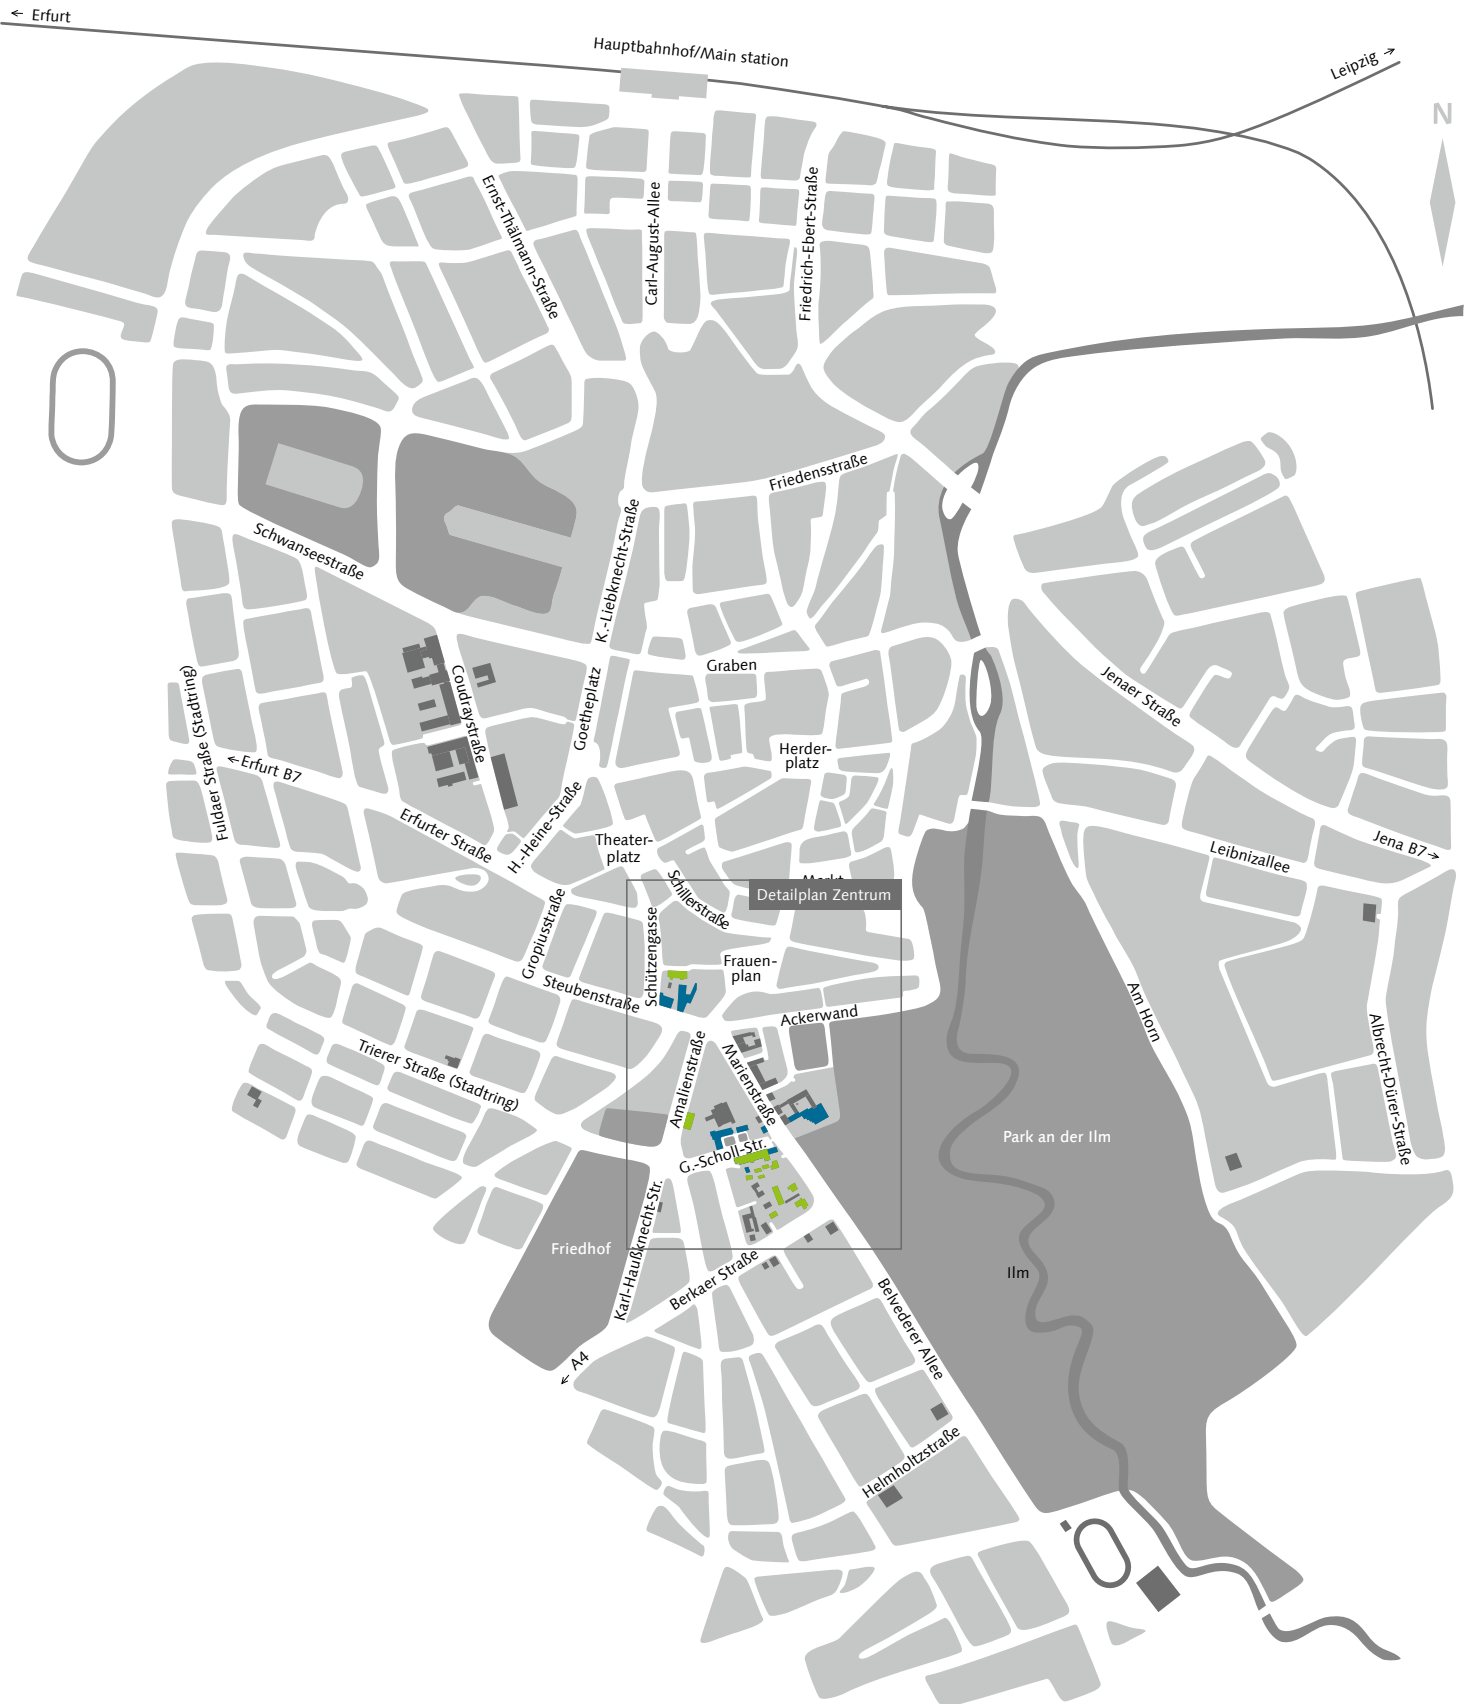 ← Erfurt
Hauptbahnhof/Main station
Leipzig →
N
Ernst-Thälmann-Straße
Carl-August-Allee
Friedrich-Ebert-Straße
Friedensstraße
Schwanseestraße
K.-Liebknecht-Straße
Graben
Coudraystraße
Goetheplatz
Jenaer Straße
Fuldaer Straße (Stadtring)
← Erfurt B7
Herder-
platz
Erfurter Straße
H.-Heine-Straße
Theater-
platz
Jena B7 →
Leibnizallee
Markt
Detailplan Zentrum
Schillerstraße
Gropiusstraße
Schützengasse
Frauen-
plan
Steubenstraße
Ackerwand
Am Horn
Albrecht-Dürer-Straße
Trierer Straße (Stadtring)
Amalienstraße
Marienstraße
Park an der Ilm
G.-Scholl-Str.
Karl-Haußknecht-Str.
Friedhof
Berkaer Straße
Ilm
Belvederer Allee
← A4
Helmholtzstraße